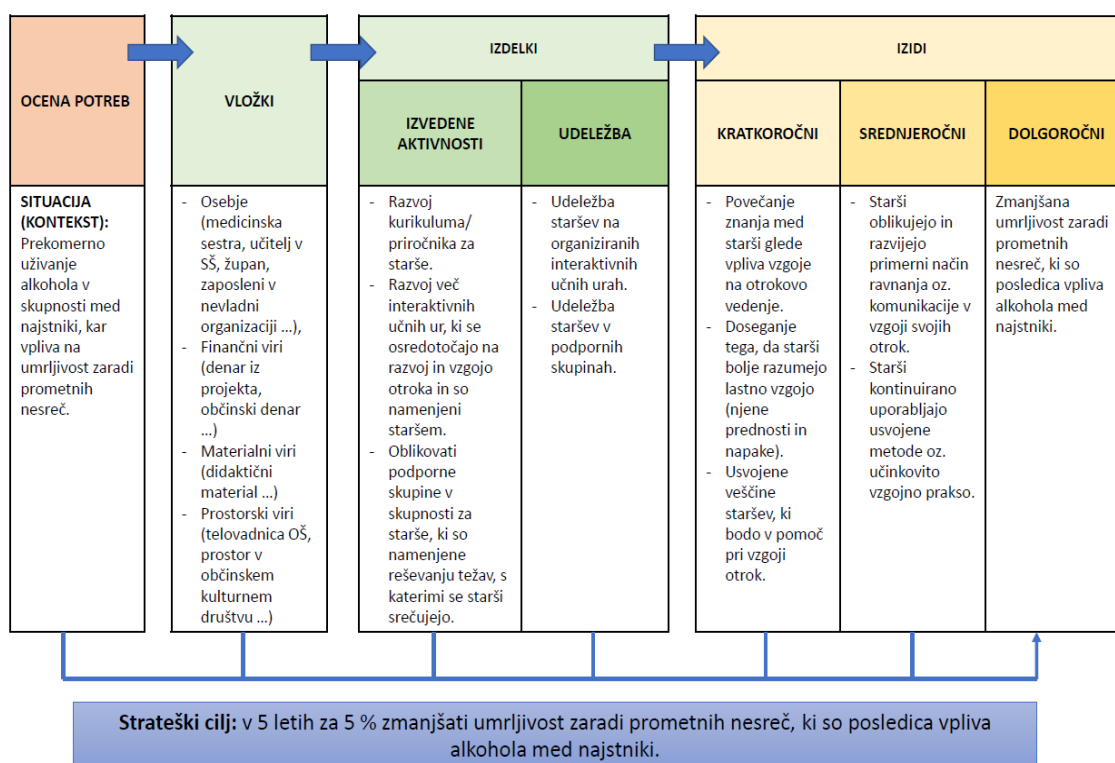 OCENA POTREB
VLOŽKI
IZDELKI
IZIDI
IZVEDENE
AKTIVNOSTI
UDELEŽBA
KRATKOROČNI
SREDNJEROČNI
DOLGOROČNI
SITUACIJA
(KONTEKST):
Prekomerno
uživanje
alkohola v
skupnosti med
najstniki, kar
vpliva na
umrljivost zaradi
prometnih
nesreč.
- Osebje
(medicinska
sestra, učitelj v
SŠ, župan,
zaposleni v
nevladni
organizaciji …),
- Finančni viri
(denar iz
projekta,
občinski denar
…)
- Materialni viri
(didaktični
material …)
- Prostorski viri
(telovadnica OŠ,
prostor v
občinskem
kulturnem
društvu …)
- Razvoj
kurikuluma/
priročnika za
starše.
- Razvoj več
interaktivnih
učnih ur, ki se
osredotočajo na
razvoj in vzgojo
otroka in so
namenjeni
staršem.
- Oblikovati
podporne
skupine v
skupnosti za
starše, ki so
namenjene
reševanju težav, s
katerimi se starši
srečujejo.
- Udeležba
staršev na
organiziranih
interaktivnih
učnih urah.
- Udeležba
staršev v
podpornih
skupinah.
- Povečanje
znanja med
starši glede
vpliva vzgoje
na otrokovo
vedenje.
- Doseganje
tega, da starši
bolje razumejo
lastno vzgojo
(njene
prednosti in
napake).
- Usvojene
veščine
staršev, ki
bodo v pomoč
pri vzgoji
otrok.
- Starši
oblikujejo in
razvijejo
primerni način
ravnanja oz.
komunikacije v
vzgoji svojih
otrok.
- Starši
kontinuirano
uporabljajo
usvojene
metode oz.
učinkovito
vzgojno prakso.
Zmanjšana
umrljivost zaradi
prometnih
nesreč, ki so
posledica vpliva
alkohola med
najstniki.
Strateški cilj: v 5 letih za 5 % zmanjšati umrljivost zaradi prometnih nesreč, ki so posledica vpliva
alkohola med najstniki.